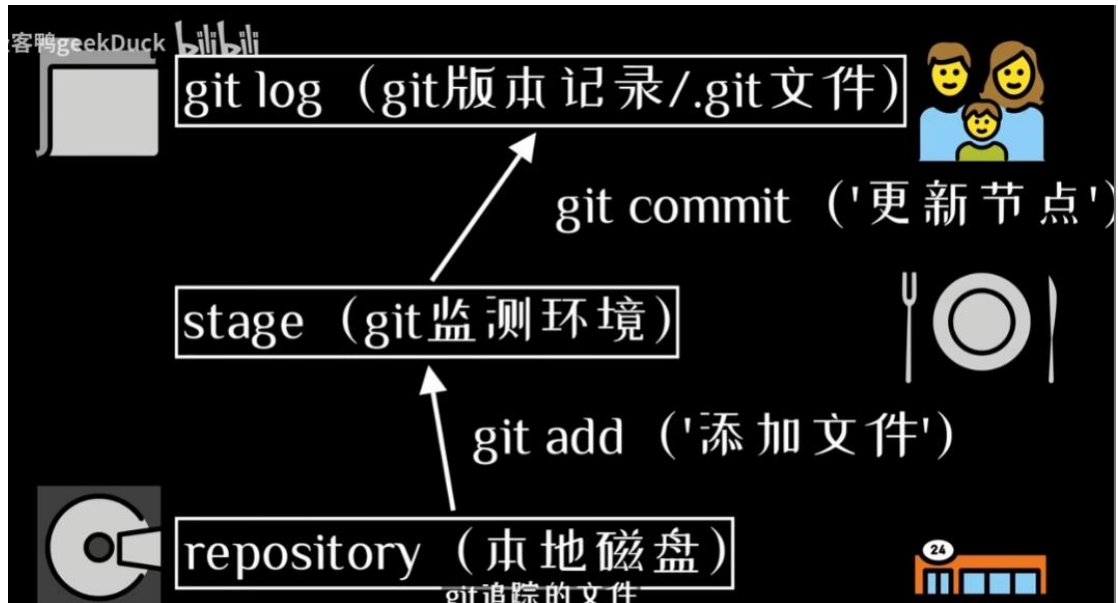 客鸭geekDuck bilibili
git log（git版本记录/.git文件）
git commit（'更新节点'）
stage（git监测环境）
git add（'添加文件'）
24
repository（本地磁盘）
git追踪的文件